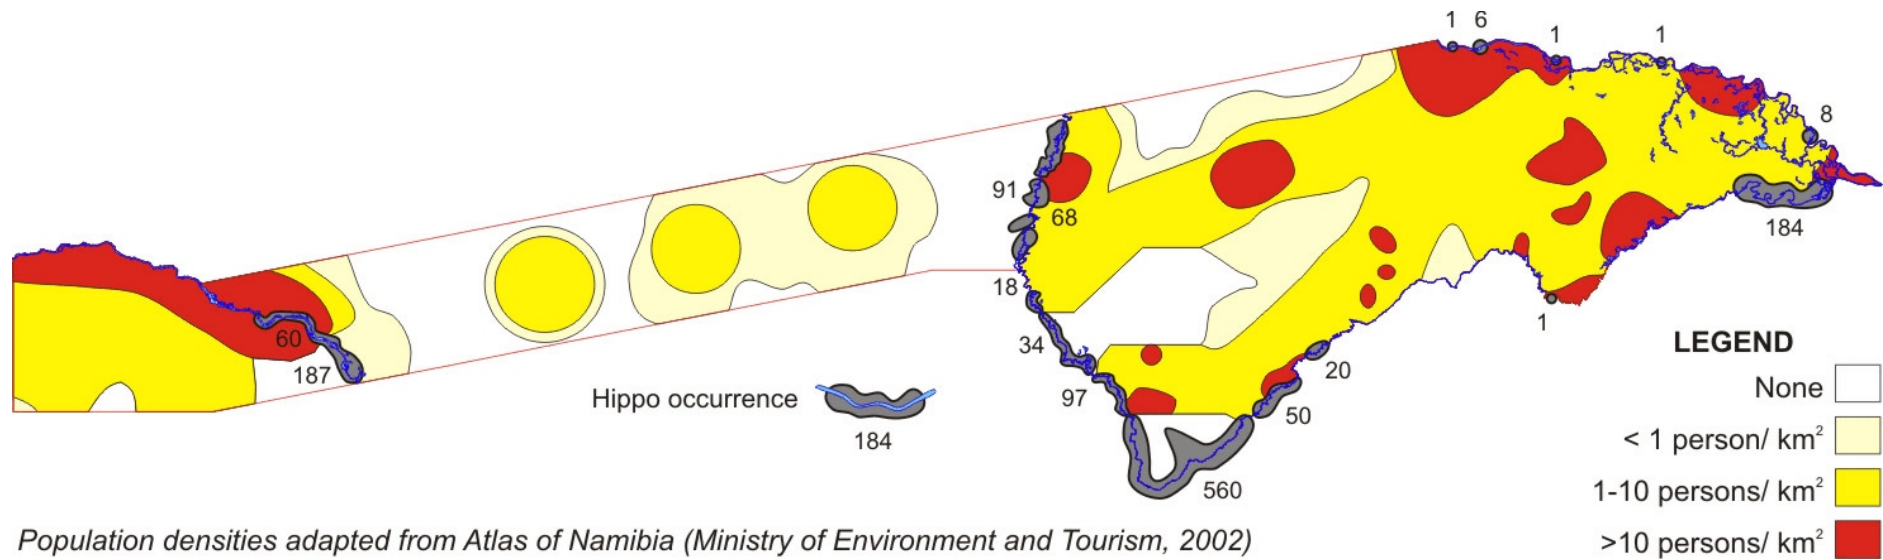 1 6
1
1
8
91
68
184
18
60
1
34
LEGEND
187
20
None
97
Hippo occurrence
50
< 1 person/ km²
184
560
1-10 persons/ km²
Population densities adapted from Atlas of Namibia (Ministry of Environment and Tourism, 2002)
>10 persons/ km²